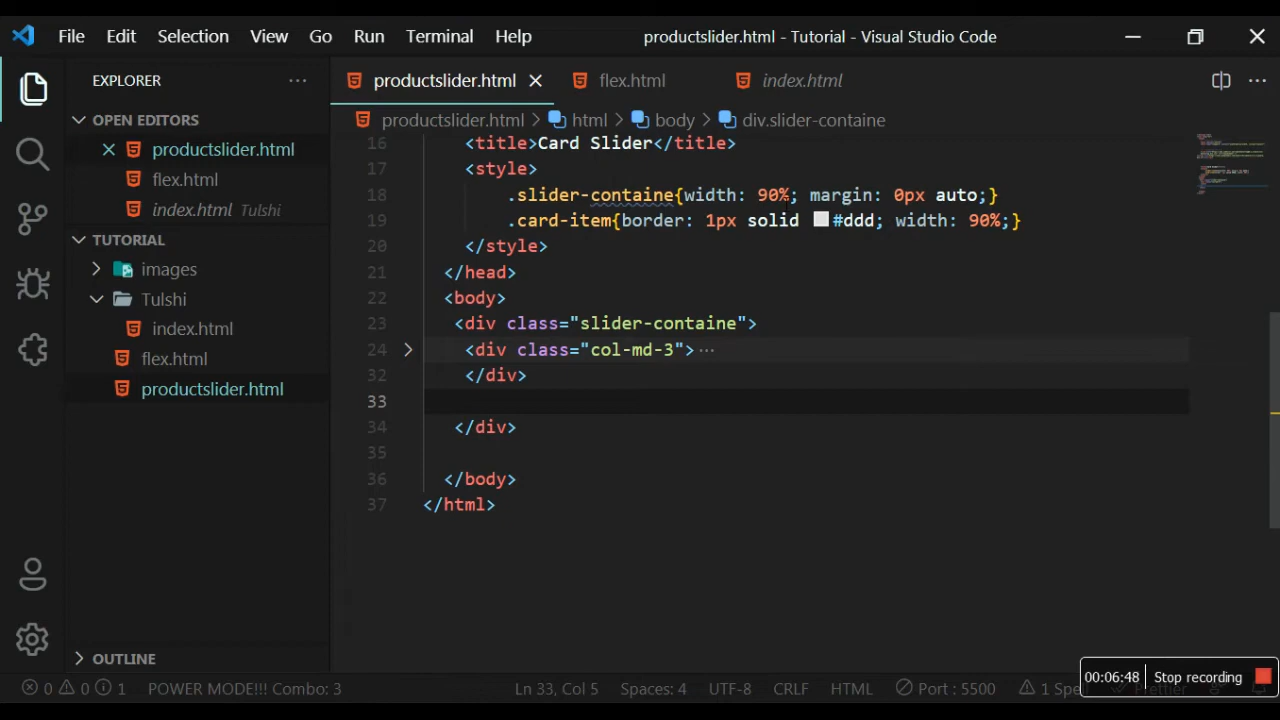 File Edit Selection View Go Run Terminal Help productslider.html - Tutorial - Visual Studio Code
EXPLORER
OPEN EDITORS
productslider.html
flex.html
index.html Tulshi
TUTORIAL
images
Tulshi
index.html
flex.html
productslider.html
OUTLINE
productslider.html flex.html index.html
productslider.html > html > body > div.slider-containe
16 <title>Card Slider</title>
17 <style>
18 .slider-containe{width: 90%; margin: 0px auto;}
19 .card-item{border: 1px solid #ddd; width: 90%;}
20 </style>
21 </head>
22 <body>
23 <div class="slider-containe">
24 <div class="col-md-3">···
32 </div>
33
34 </div>
35
36 </body>
37 </html>
0 0 1 POWER MODE!!! Combo: 3 Ln 33, Col 5 Spaces: 4 UTF-8 CRLF HTML Port : 5500 1 Spel
00:06:48 Stop recording